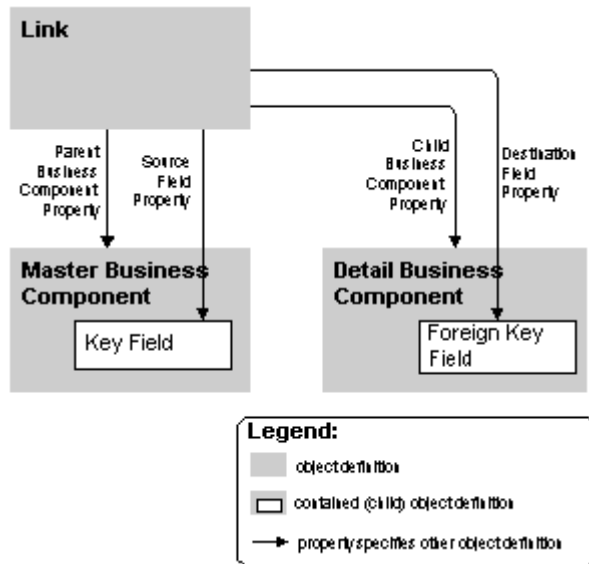 Link
Parent
Business
Component
Property
Source
Field
Property
Child
Business
Component
Property
Destination
Field
Property
Master Business
Component
Key Field
Detail Business
Component
Foreign Key
Field
Legend:
object definition
contained (child) object definition
property specifies other object definition